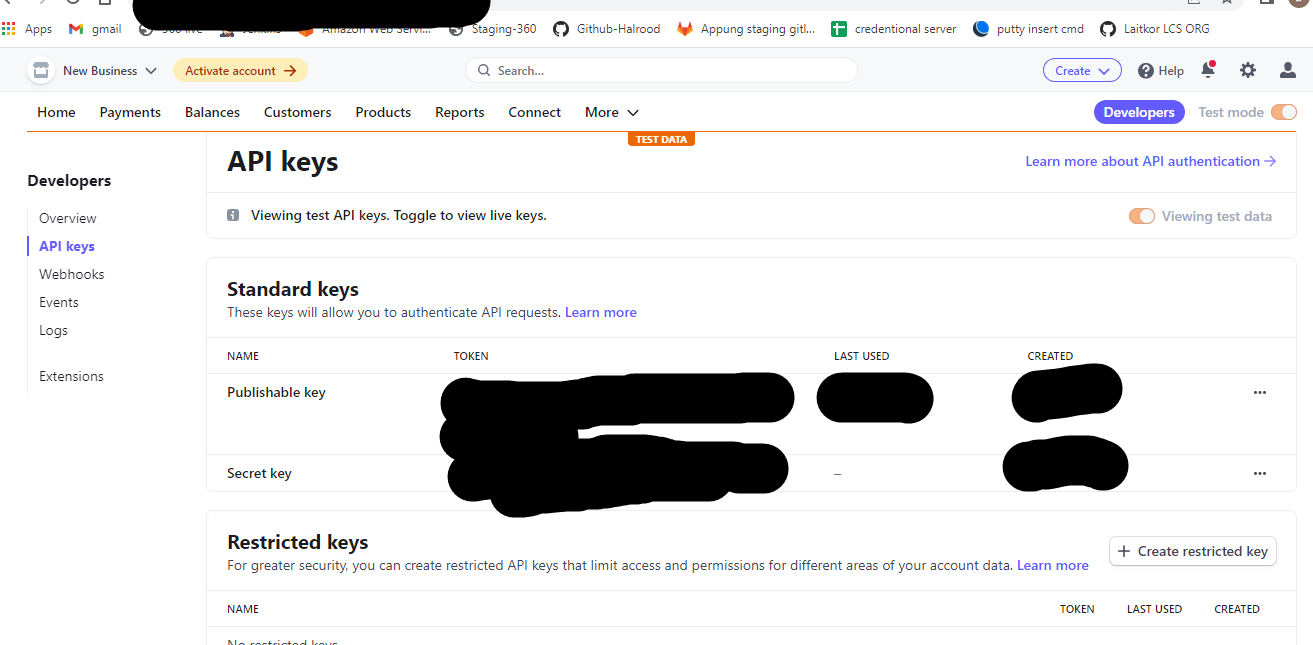 Apps gmail Amazon Web Servi... Staging-360 Github-Halrood Appung staging gitl... credentional server putty insert cmd Laitkor LCS ORG
New Business Activate account → Search... Create Help
Home Payments Balances Customers Products Reports Connect More Developers Test mode
TEST DATA
API keys
Learn more about API authentication →
Developers
Overview
API keys
Webhooks
Events
Logs
Extensions
Viewing test API keys. Toggle to view live keys. Viewing test data
Standard keys
These keys will allow you to authenticate API requests. Learn more
NAME TOKEN LAST USED CREATED
Publishable key ...
Secret key – ...
Restricted keys
For greater security, you can create restricted API keys that limit access and permissions for different areas of your account data. Learn more
+ Create restricted key
NAME TOKEN LAST USED CREATED
No restricted keys